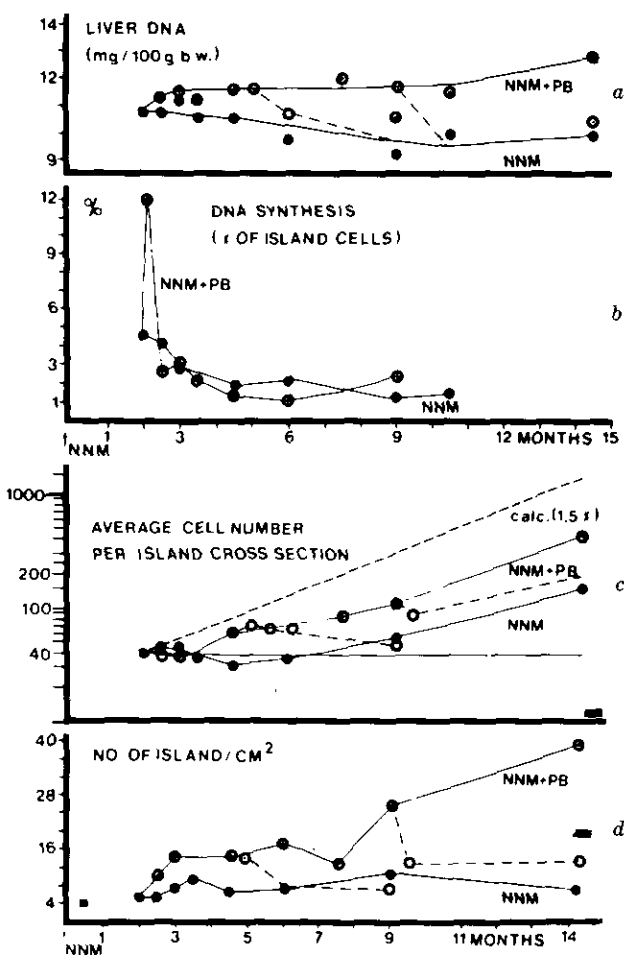 LIVER DNA
(mg/100g b w.)
14
12
9
NNM+PB
NNM
a
12 %
DNA SYNTHESIS
(% OF ISLAND CELLS)
NNM+PB
9
6
3
1
NNM
b
1 3 6 9 12 MONTHS 15
NNM
1000
AVERAGE CELL NUMBER
PER ISLAND CROSS SECTION
calc.(1,5%)
NNM+PB
NNM
200
100
40
c
40
NO OF ISLAND/CM²
NNM+PB
28
16
4
NNM
d
1 3 5 7 9 11 MONTHS 14
NNM